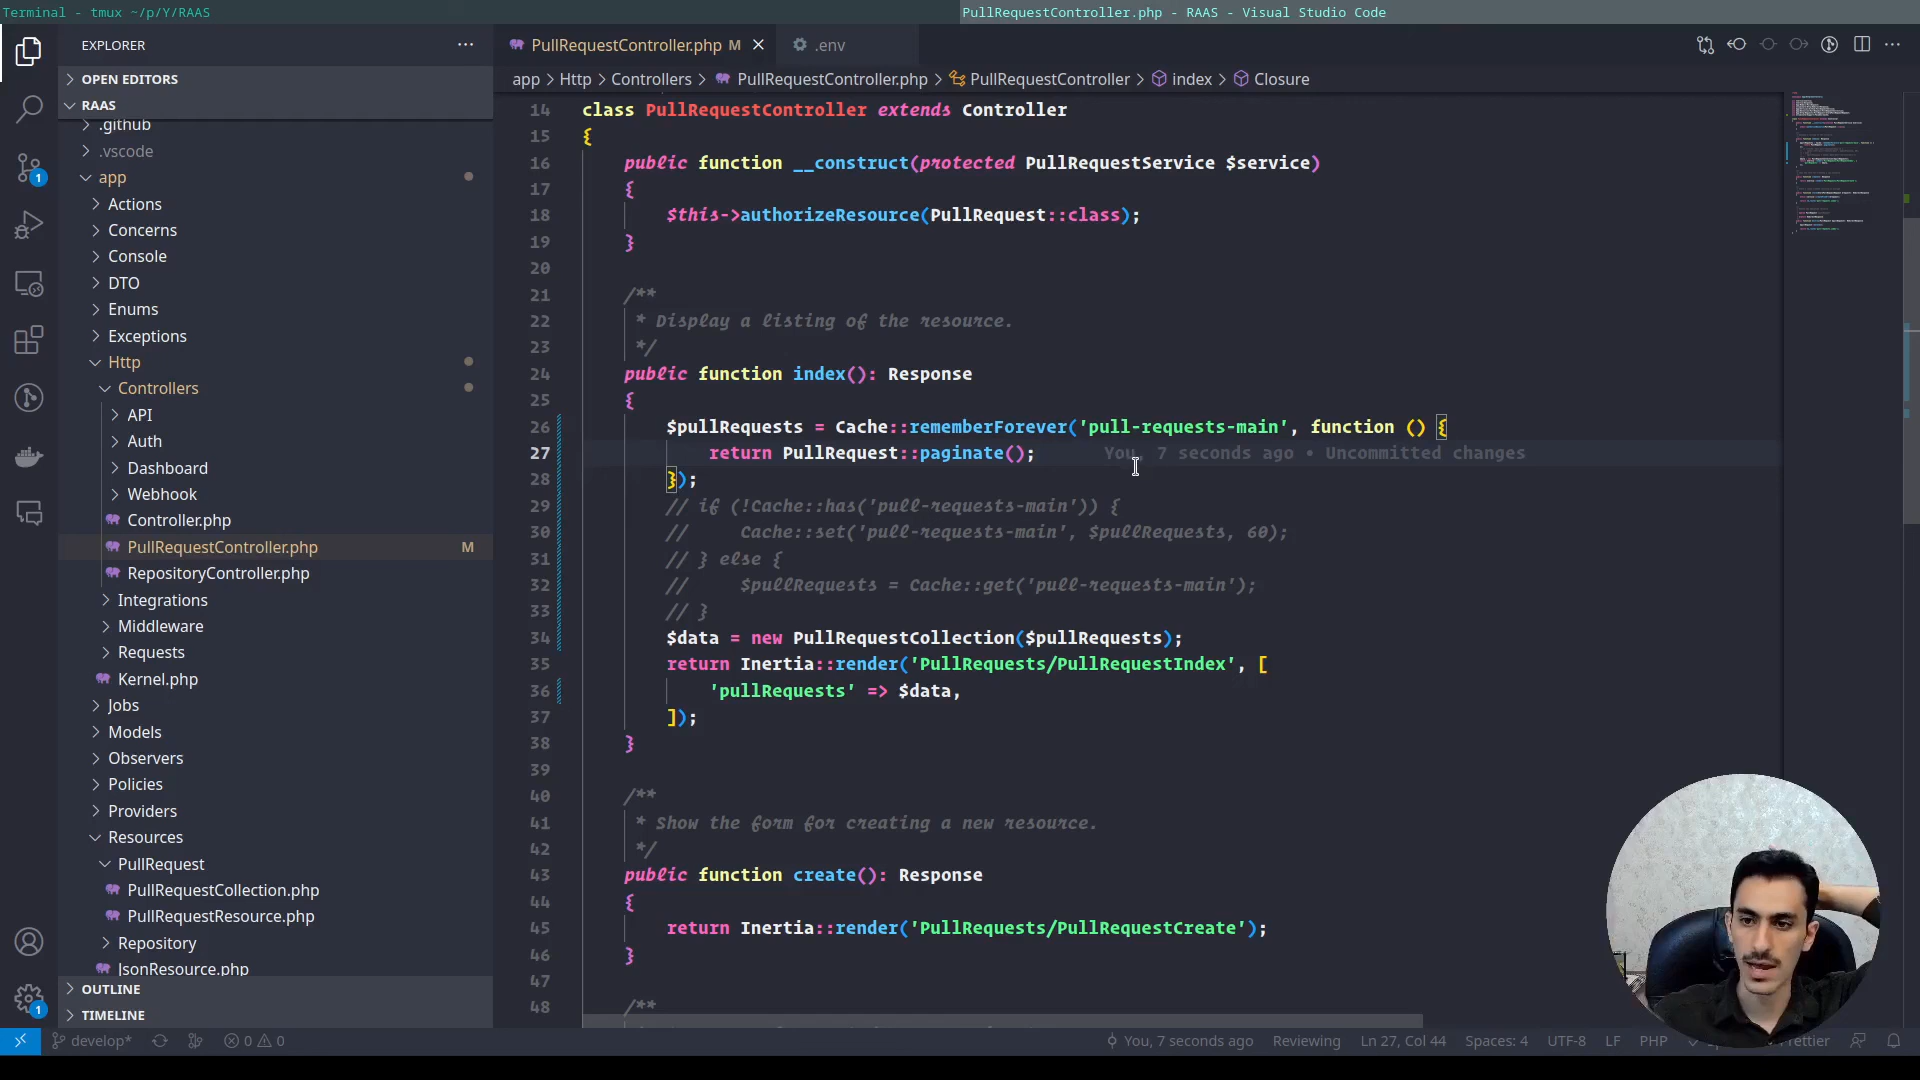 Terminal - tmux ~/p/Y/RAAS
PullRequestController.php - RAAS - Visual Studio Code
EXPLORER
OPEN EDITORS
RAAS
.github
.vscode
app
Actions
Concerns
Console
DTO
Enums
Exceptions
Http
Controllers
API
Auth
Dashboard
Webhook
Controller.php
PullRequestController.php M
RepositoryController.php
Integrations
Middleware
Requests
Kernel.php
Jobs
Models
Observers
Policies
Providers
Resources
PullRequest
PullRequestCollection.php
PullRequestResource.php
Repository
JsonResource.php
OUTLINE
TIMELINE
1
1
PullRequestController.php M
.env
app > Http > Controllers > PullRequestController.php > PullRequestController > index > Closure
14 class PullRequestController extends Controller
15 {
16 public function __construct(protected PullRequestService $service)
17 {
18 $this->authorizeResource(PullRequest::class);
19 }
20
21 /**
22 * Display a listing of the resource.
23 */
24 public function index(): Response
25 {
26 $pullRequests = Cache::rememberForever('pull-requests-main', function () {
27 return PullRequest::paginate(); You, 7 seconds ago • Uncommitted changes
28 });
29 // if (!Cache::has('pull-requests-main')) {
30 // Cache::set('pull-requests-main', $pullRequests, 60);
31 // } else {
32 // $pullRequests = Cache::get('pull-requests-main');
33 // }
34 $data = new PullRequestCollection($pullRequests);
35 return Inertia::render('PullRequests/PullRequestIndex', [
36 'pullRequests' => $data,
37 ]);
38 }
39
40 /**
41 * Show the form for creating a new resource.
42 */
43 public function create(): Response
44 {
45 return Inertia::render('PullRequests/PullRequestCreate');
46 }
47
48 /**
develop*
0
0
You, 7 seconds ago
Reviewing
Ln 27, Col 44
Spaces: 4
UTF-8
LF
PHP